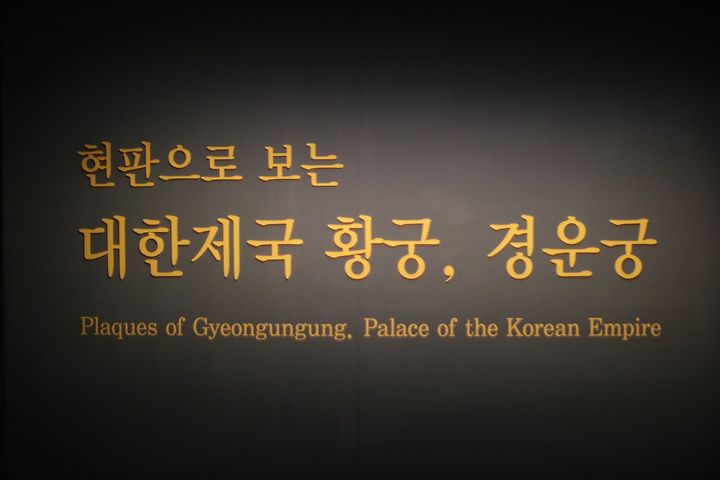 현판으로 보는
대한제국 황궁, 경운궁
Plaques of Gyeongungung, Palace of the Korean Empire